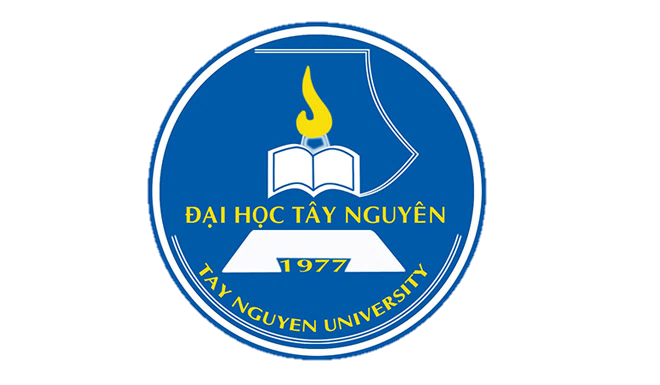 ĐẠI HỌC TÂY NGUYÊN
1977
TAY NGUYEN UNIVERSITY